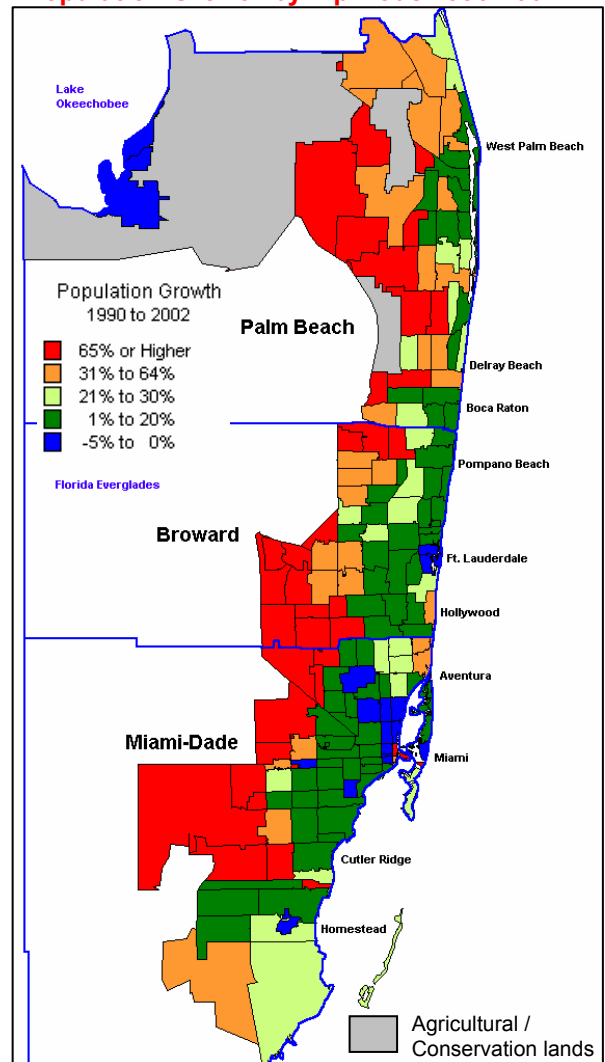 Lake
Okeechobee
West Palm Beach
Population Growth
1990 to 2002
Palm Beach
65% or Higher
31% to 64%
21% to 30%
1% to 20%
-5% to 0%
Delray Beach
Boca Raton
Pompano Beach
Florida Everglades
Broward
Ft. Lauderdale
Hollywood
Aventura
Miami-Dade
Miami
Cutler Ridge
Homestead
Agricultural /
Conservation lands